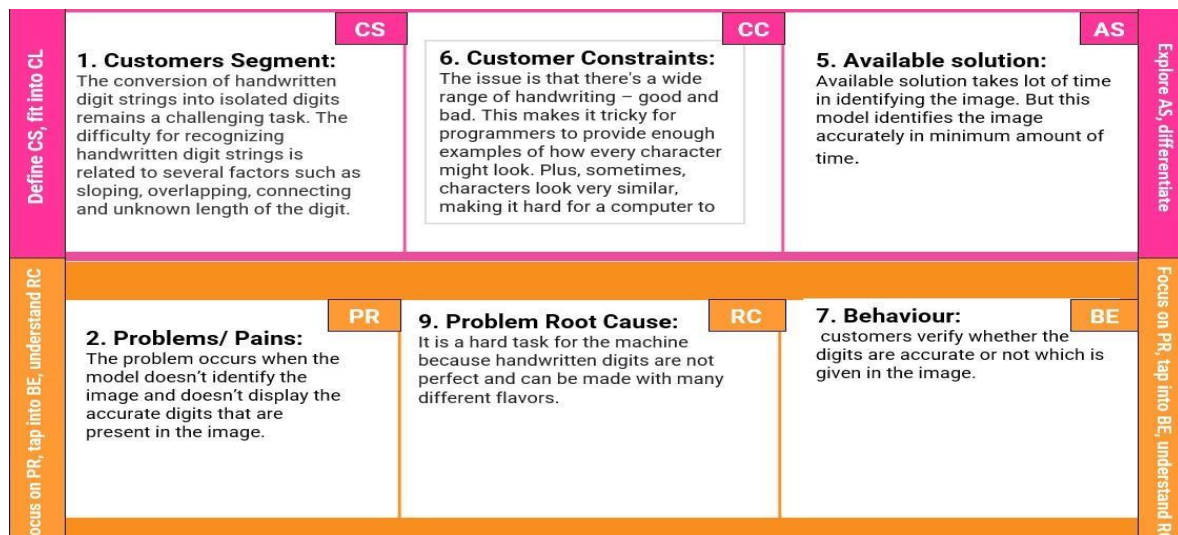 Define CS, fit into CL
CS
1. Customers Segment:
The conversion of handwritten
digit strings into isolated digits
remains a challenging task. The
difficulty for recognizing
handwritten digit strings is
related to several factors such as
sloping, overlapping, connecting
and unknown length of the digit.
CC
6. Customer Constraints:
The issue is that there's a wide
range of handwriting – good and
bad. This makes it tricky for
programmers to provide enough
examples of how every character
might look. Plus, sometimes,
characters look very similar,
making it hard for a computer to
AS
5. Available solution:
Available solution takes lot of time
in identifying the image. But this
model identifies the image
accurately in minimum amount of
time.
Explore AS, differentiate
ocus on PR, tap into BE, understand RC
PR
2. Problems/ Pains:
The problem occurs when the
model doesn't identify the
image and doesn't display the
accurate digits that are
present in the image.
RC
9. Problem Root Cause:
It is a hard task for the machine
because handwritten digits are not
perfect and can be made with many
different flavors.
BE
7. Behaviour:
customers verify whether the
digits are accurate or not which is
given in the image.
Focus on PR, tap into BE, understand R